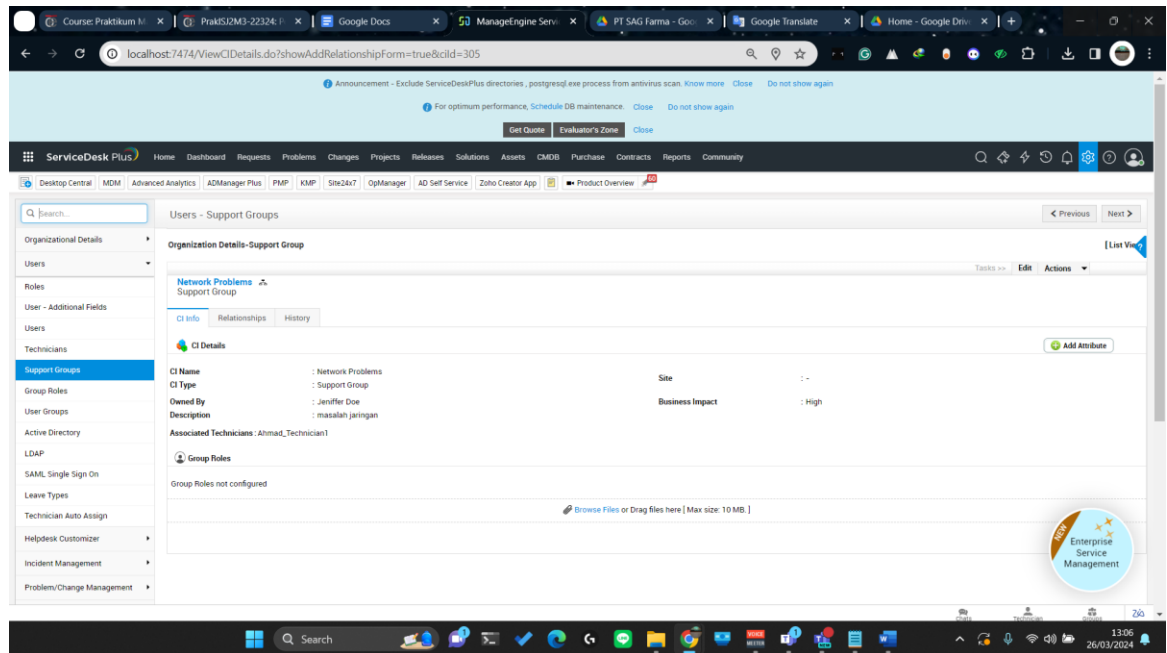 Course: Praktikum M
PrakISJ2M3-22324: P
Google Docs
ManageEngine Servi
PT SAG Farma - Goo
Google Translate
Home - Google Driv
localhost:7474/ViewCIDetails.do?showAddRelationshipForm=true&ciId=305
Announcement - Exclude ServiceDeskPlus directories , postgresql.exe process from antivirus scan. Know more Close Do not show again
For optimum performance, Schedule DB maintenance. Close Do not show again
Get Quote Evaluator's Zone Close
ServiceDesk Plus Home Dashboard Requests Problems Changes Projects Releases Solutions Assets CMDB Purchase Contracts Reports Community
Desktop Central MDM Advanced Analytics ADManager Plus PMP KMP Site24x7 OpManager AD Self Service Zoho Creator App Product Overview 60
Search...
Organizational Details
Users
Roles
User - Additional Fields
Users
Technicians
Support Groups
Group Roles
User Groups
Active Directory
LDAP
SAML Single Sign On
Leave Types
Technician Auto Assign
Helpdesk Customizer
Incident Management
Problem/Change Management
Users - Support Groups
Previous Next
Organization Details-Support Group
[ List Vie
?
Tasks >> Edit Actions
Network Problems
Support Group
CI Info Relationships History
CI Details
Add Attribute
CI Name : Network Problems
CI Type : Support Group
Site : -
Owned By : Jeniffer Doe
Business Impact : High
Description : masalah jaringan
Associated Technicians : Ahmad_Technician1
Group Roles
Group Roles not configured
Browse Files or Drag files here [ Max size: 10 MB. ]
NEW
Enterprise
Service
Management
Chats Technician Groups Zia
Search
13:06
26/03/2024